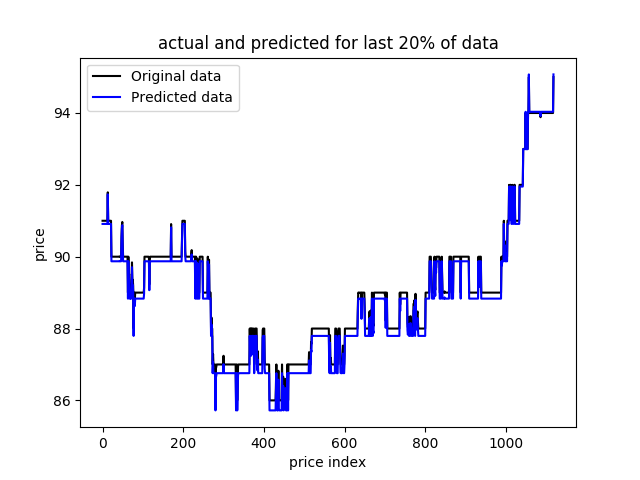 actual and predicted for last 20% of data
Original data
Predicted data
94
92
90
88
86
price
0
200
400
600
800
1000
price index